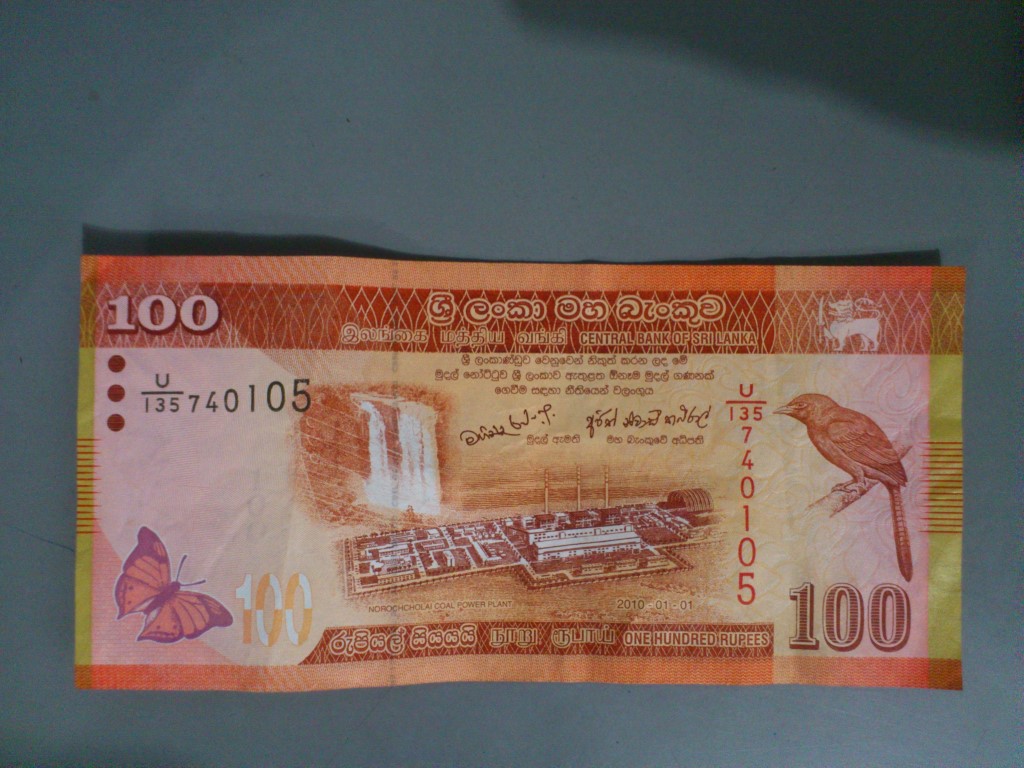 100
ශ්‍රී ලංකා මහ බැංකුව
இலங்கை மத்திய வங்கி CENTRAL BANK OF SRI LANKA
ශ්‍රී ලංකාණ්ඩුව වෙනුවෙන් නිකුත් කරන ලද මේ
මුදල් නෝට්ටුව ශ්‍රී ලංකාව ඇතුළත ඕනෑම මුදල් ගණනක්
ගෙවීම සඳහා නීතියෙන් වලංගුය
U/135 740105
U/135 740105
මුදල් ඇමති මහ බැංකුවේ අධිපති
NOROCHCHOLAI COAL POWER PLANT 2010-01-01
100
100
රුපියල් සියයයි நூறு ரூபாய் ONE HUNDRED RUPEES